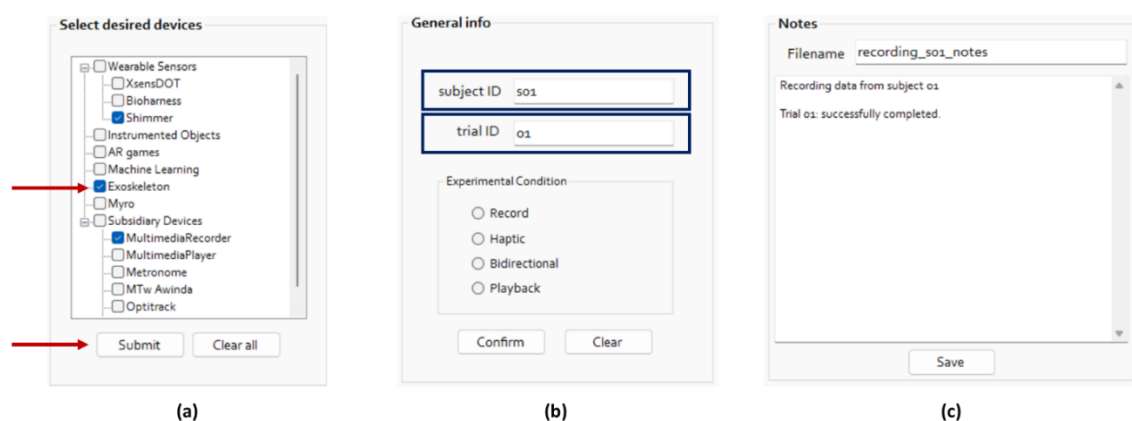 Select desired devices
Wearable Sensors
XsensDOT
Bioharness
Shimmer
Instrumented Objects
AR games
Machine Learning
Exoskeleton
Myro
Subsidiary Devices
MultimediaRecorder
MultimediaPlayer
Metronome
MTw Awinda
Optitrack
Submit Clear all
(a)
General info
subject ID s01
trial ID 01
Experimental Condition
Record
Haptic
Bidirectional
Playback
Confirm Clear
(b)
Notes
Filename recording_s01_notes
Recording data from subject 01
Trial 01: successfully completed.
Save
(c)